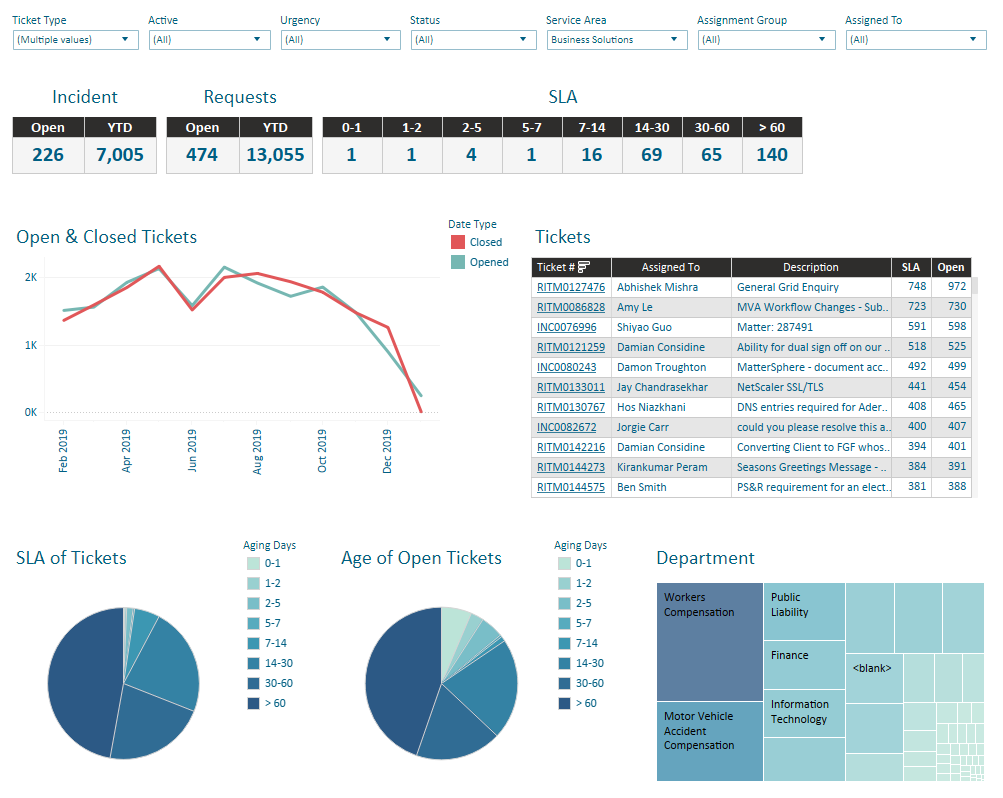 Ticket Type Active Urgency Status Service Area Assignment Group Assigned To
(Multiple values) (All) (All) (All) Business Solutions (All) (All)
Incident Requests SLA
Open YTD Open YTD 0-1 1-2 2-5 5-7 7-14 14-30 30-60 > 60
226 7,005 474 13,055 1 1 4 1 16 69 65 140
Open & Closed Tickets
Date Type
Closed
Opened
2K
1K
0K
Feb 2019 Apr 2019 Jun 2019 Aug 2019 Oct 2019 Dec 2019
Tickets
Ticket # Assigned To Description SLA Open
RITM0127476 Abhishek Mishra General Grid Enquiry 748 972
RITM0086828 Amy Le MVA Workflow Changes - Sub.. 723 730
INC0076996 Shiyao Guo Matter: 287491 591 598
RITM0121259 Damian Considine Ability for dual sign off on our .. 518 525
INC0080243 Damon Troughton MatterSphere - document acc.. 492 499
RITM0133011 Jay Chandrasekhar NetScaler SSL/TLS 441 454
RITM0130767 Hos Niazkhani DNS entries required for Ader.. 408 465
INC0082672 Jorgie Carr could you please resolve this a.. 400 407
RITM0142216 Damian Considine Converting Client to FGF whos.. 394 401
RITM0144273 Kirankumar Peram Seasons Greetings Message - .. 384 391
RITM0144575 Ben Smith PS&R requirement for an elect.. 381 388
SLA of Tickets
Aging Days
0-1
1-2
2-5
5-7
7-14
14-30
30-60
> 60
Age of Open Tickets
Aging Days
0-1
1-2
2-5
5-7
7-14
14-30
30-60
> 60
Department
Workers
Compensation
Motor Vehicle
Accident
Compensation
Public
Liability
Finance
Information
Technology
<blank>